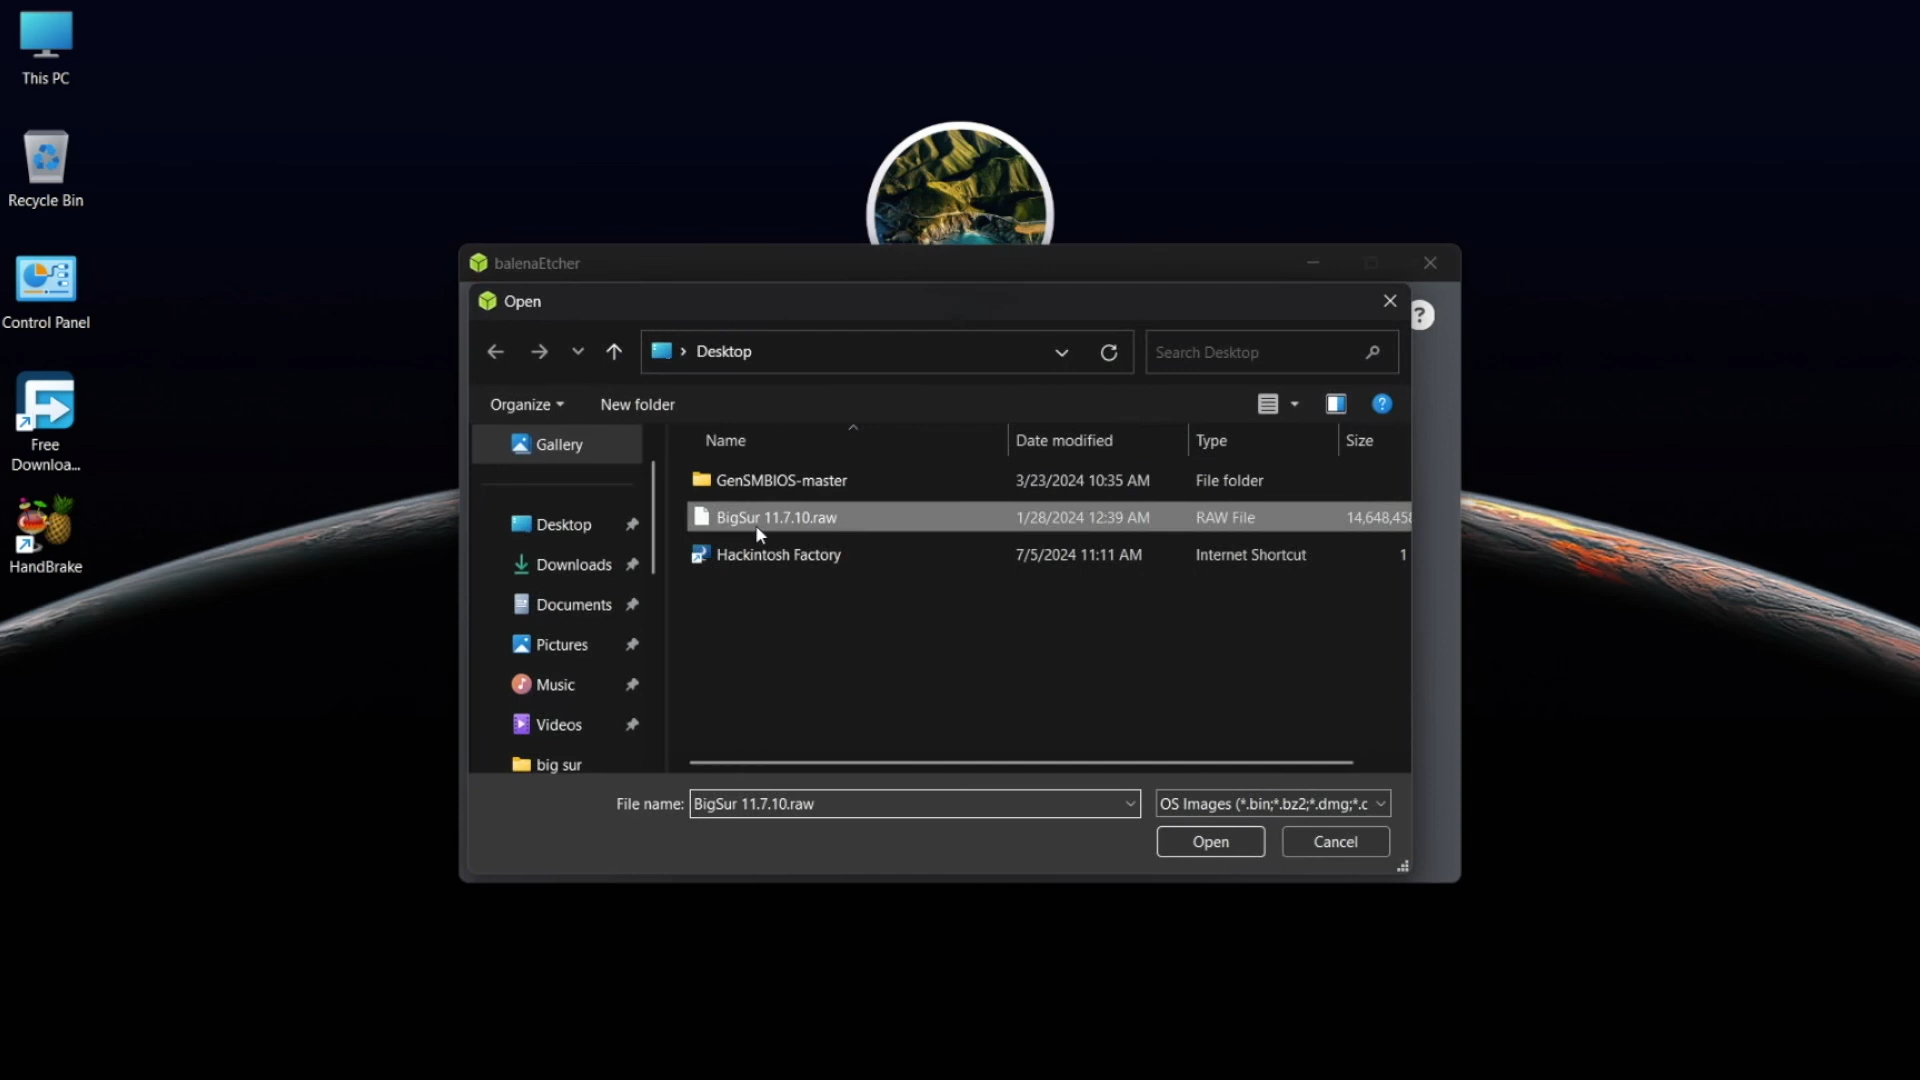 This PC
Recycle Bin
Control Panel
Free
Downloa...
HandBrake
balenaEtcher
Open
?
Desktop
Search Desktop
Organize
New folder
?
Gallery
Desktop
Downloads
Documents
Pictures
Music
Videos
big sur
Name Date modified Type Size
GenSMBIOS-master 3/23/2024 10:35 AM File folder
BigSur 11.7.10.raw 1/28/2024 12:39 AM RAW File 14,648,458
Hackintosh Factory 7/5/2024 11:11 AM Internet Shortcut 1
File name: BigSur 11.7.10.raw OS Images (*.bin;*.bz2;*.dmg;*.c
Open Cancel